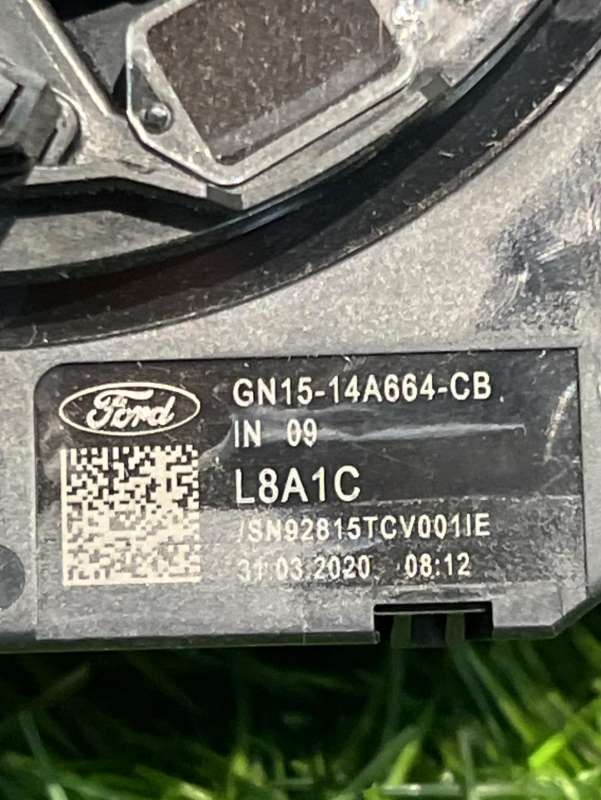 Ford
GN15-14A664-CB
IN 09
L8A1C
/SN92815TCV001IE
31.03.2020 08:12